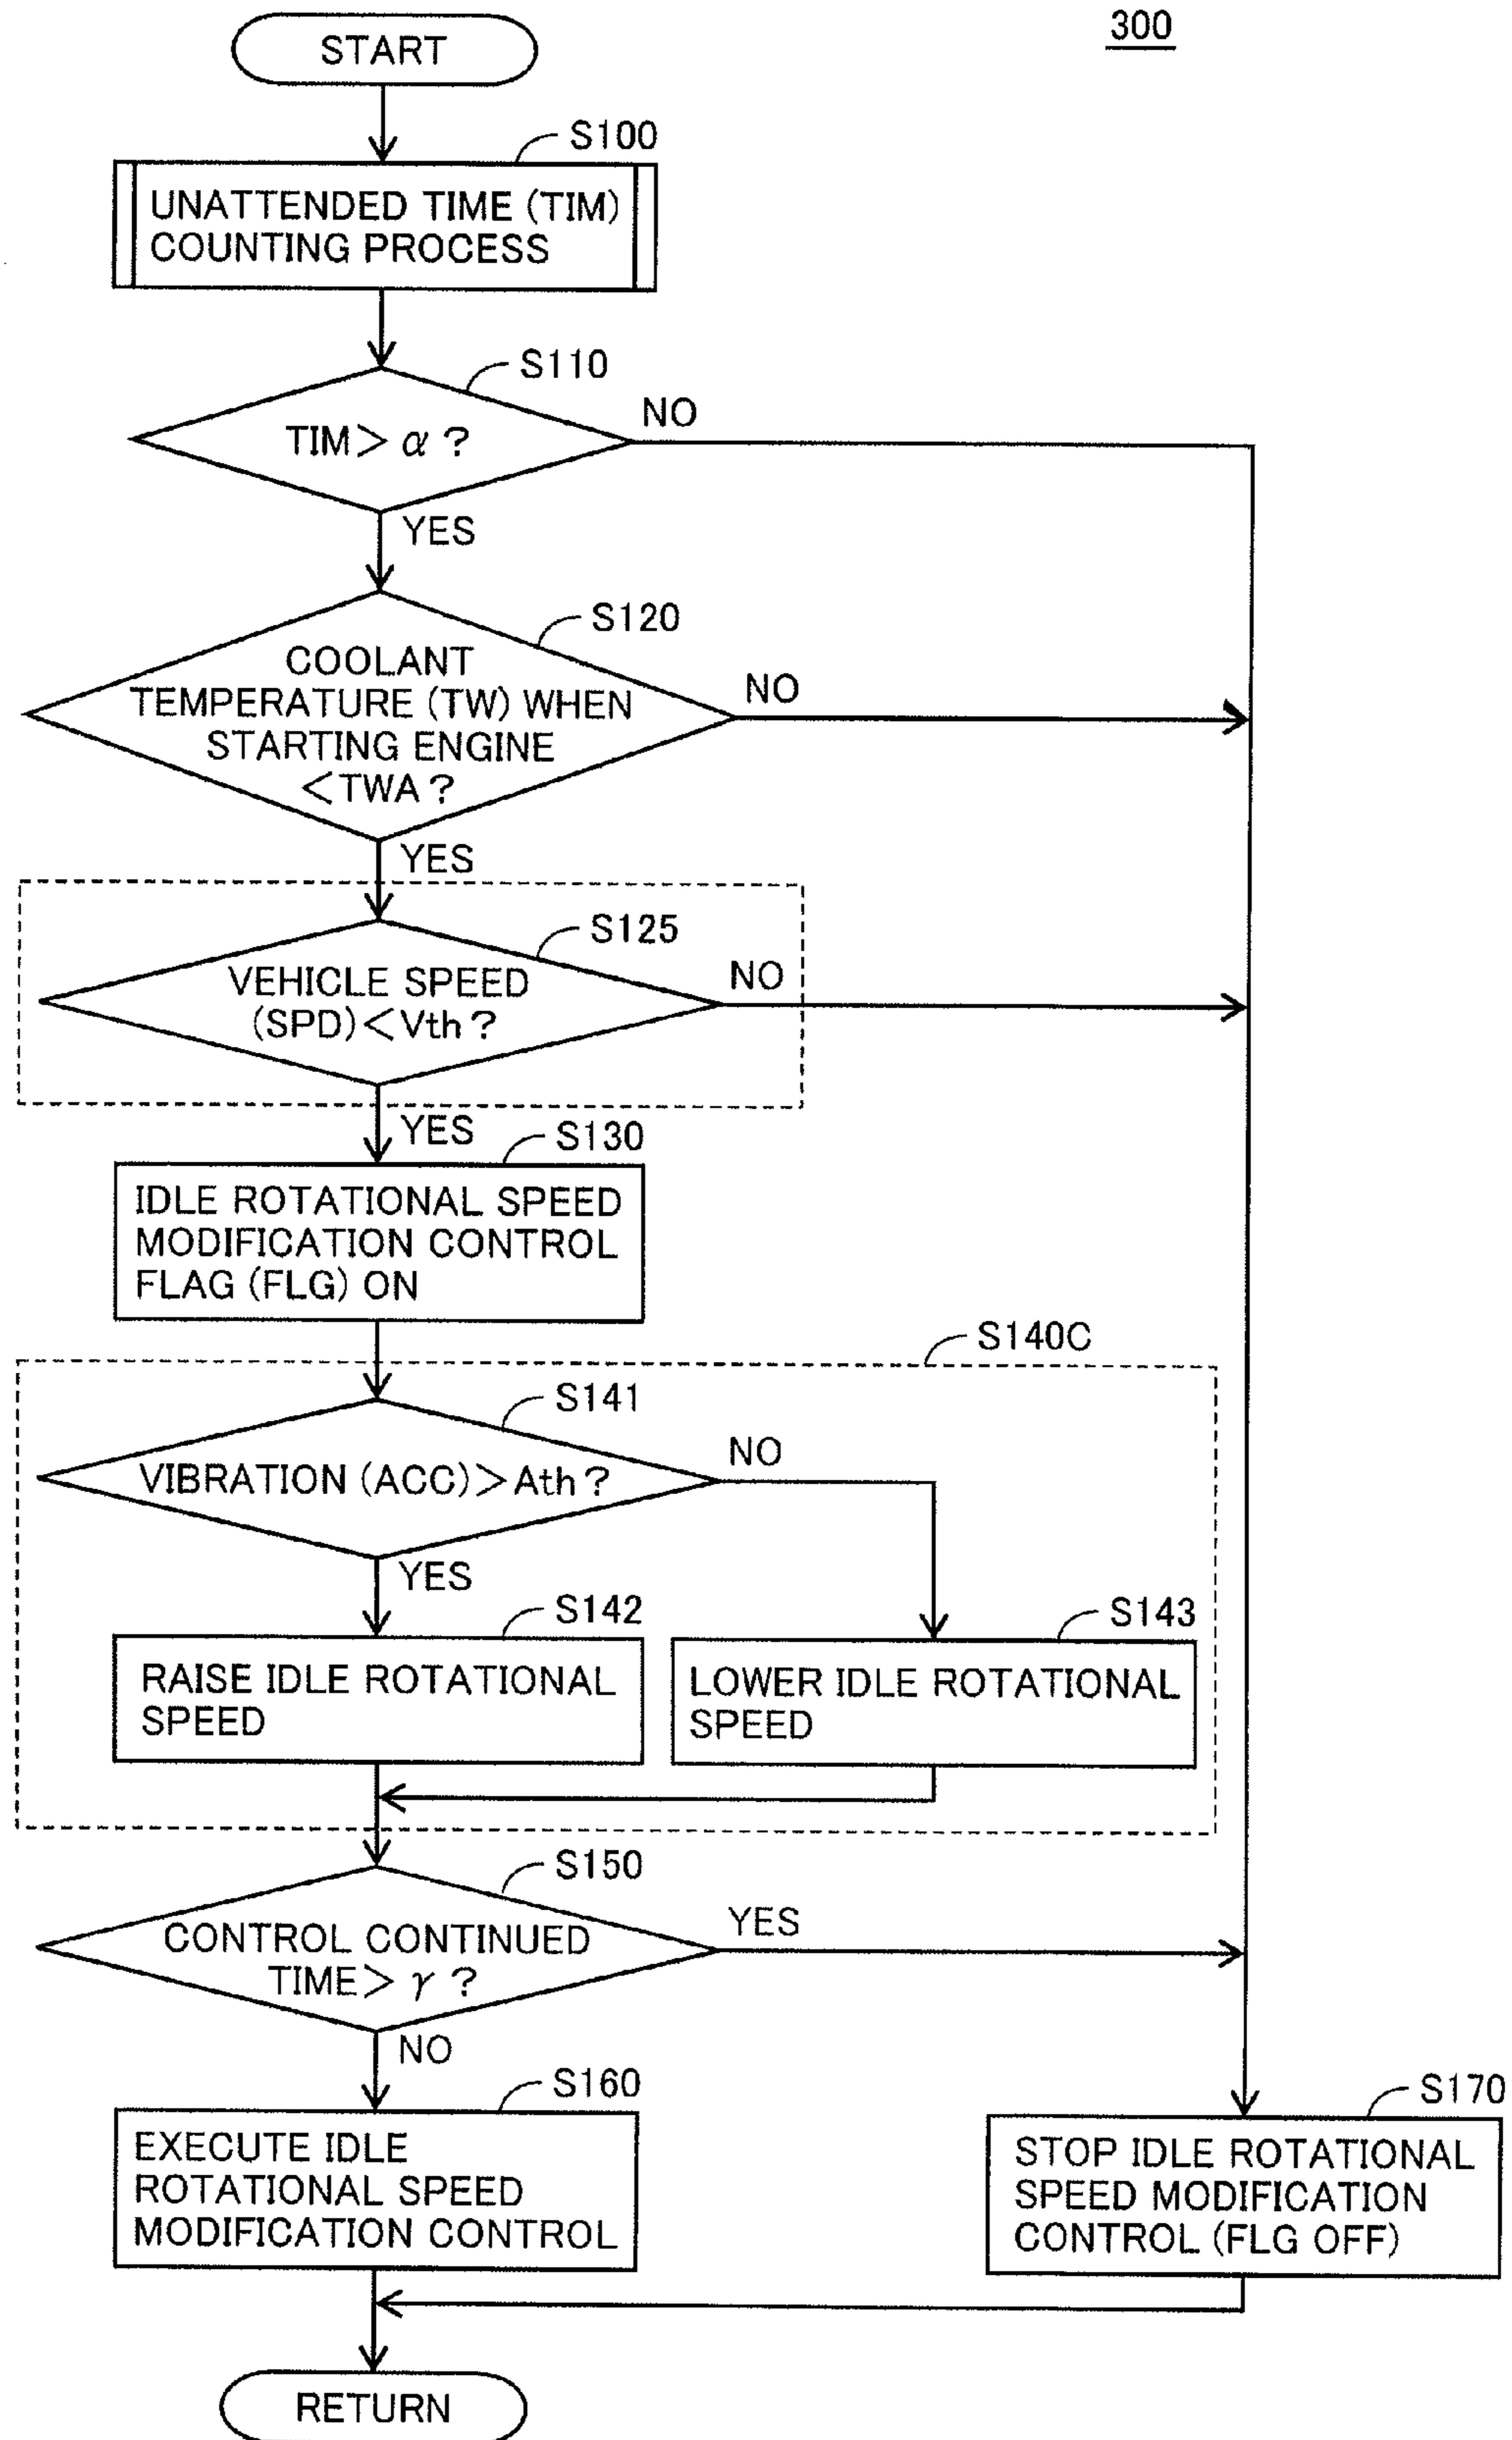 300
START
S100
UNATTENDED TIME (TIM)
COUNTING PROCESS
S110
TIM > α ?
NO
YES
S120
COOLANT
TEMPERATURE (TW) WHEN
STARTING ENGINE
< TWA ?
NO
YES
S125
VEHICLE SPEED
(SPD) < Vth ?
NO
YES
S130
IDLE ROTATIONAL SPEED
MODIFICATION CONTROL
FLAG (FLG) ON
S140C
S141
VIBRATION (ACC) > Ath ?
NO
YES
S142
RAISE IDLE ROTATIONAL
SPEED
S143
LOWER IDLE ROTATIONAL
SPEED
S150
CONTROL CONTINUED
TIME > γ ?
YES
NO
S160
EXECUTE IDLE
ROTATIONAL SPEED
MODIFICATION CONTROL
S170
STOP IDLE ROTATIONAL
SPEED MODIFICATION
CONTROL (FLG OFF)
RETURN